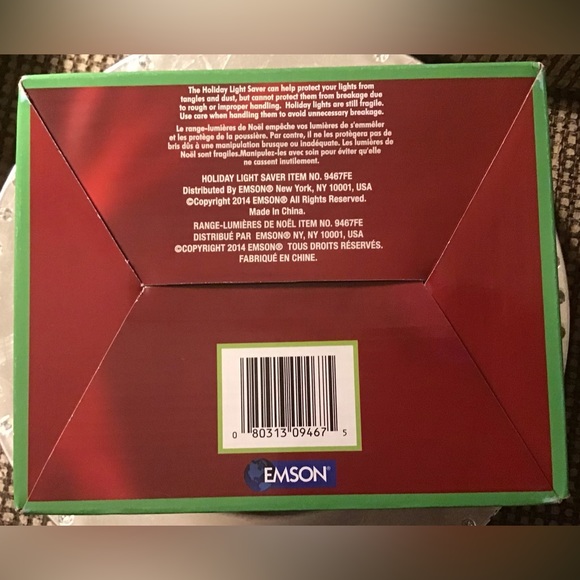 The Holiday Light Saver can help protect your lights from
tangles and dust, but cannot protect them from breakage due
to rough or improper handling. Holiday lights are still fragile.
Use care when handling them to avoid unnecessary breakage.
Le range-lumières de Noël empêche vos lumières de s'emmêler
et les protège de la poussière. Par contre, il ne les protègera pas de
bris dûs à une manipulation brusque ou inadéquate. Les lumières de
Noël sont fragiles.Manipulez-les avec soin pour éviter qu'elle
ne cassent inutilement.
HOLIDAY LIGHT SAVER ITEM NO. 9467FE
Distributed By EMSON® New York, NY 10001, USA
©Copyright 2014 EMSON® All Rights Reserved.
Made in China.
RANGE-LUMIÈRES DE NOËL ITEM NO. 9467FE
DISTRIBUÉ PAR EMSON® NY, NY 10001, USA
©COPYRIGHT 2014 EMSON® TOUS DROITS RÉSERVÉS.
FABRIQUÉ EN CHINE.
0 80313 09467 5
EMSON®